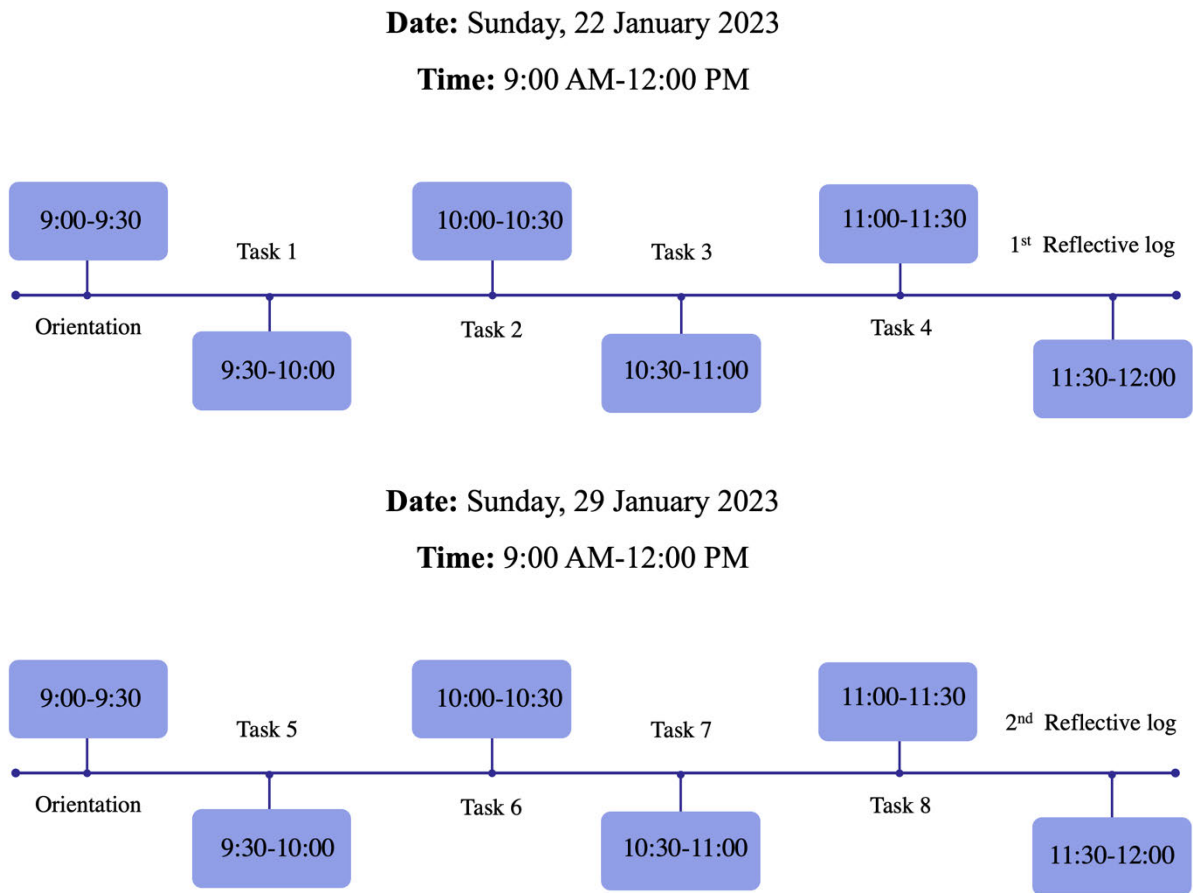 Date: Sunday, 22 January 2023
Time: 9:00 AM-12:00 PM
9:00-9:30
10:00-10:30
11:00-11:30
Task 1
Task 3
1st Reflective log
Orientation
Task 2
Task 4
9:30-10:00
10:30-11:00
11:30-12:00
Date: Sunday, 29 January 2023
Time: 9:00 AM-12:00 PM
9:00-9:30
10:00-10:30
11:00-11:30
Task 5
Task 7
2nd Reflective log
Orientation
Task 6
Task 8
9:30-10:00
10:30-11:00
11:30-12:00